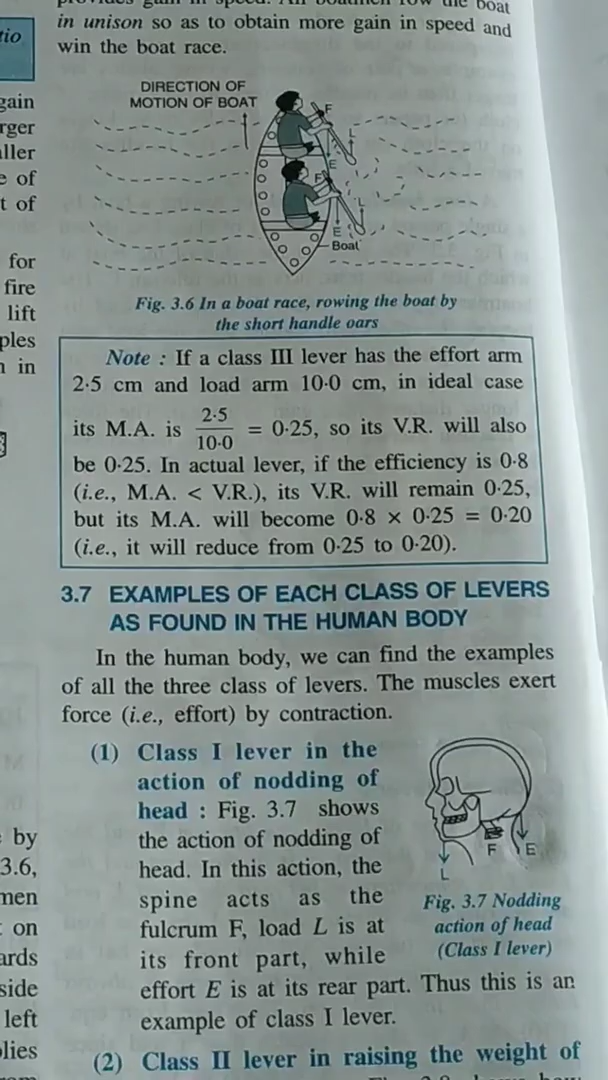 the boat
in unison so as to obtain more gain in speed and
win the boat race.
DIRECTION OF
MOTION OF BOAT
F
L
E
F
L
E
Boat
Fig. 3.6 In a boat race, rowing the boat by
the short handle oars
Note : If a class III lever has the effort arm
2·5 cm and load arm 10·0 cm, in ideal case
its M.A. is 2·5/10·0 = 0·25, so its V.R. will also
be 0·25. In actual lever, if the efficiency is 0·8
(i.e., M.A. < V.R.), its V.R. will remain 0·25,
but its M.A. will become 0·8 × 0·25 = 0·20
(i.e., it will reduce from 0·25 to 0·20).
3.7 EXAMPLES OF EACH CLASS OF LEVERS
AS FOUND IN THE HUMAN BODY
In the human body, we can find the examples
of all the three class of levers. The muscles exert
force (i.e., effort) by contraction.
(1) Class I lever in the
action of nodding of
head : Fig. 3.7 shows
the action of nodding of
head. In this action, the
spine acts as the
fulcrum F, load L is at
its front part, while
effort E is at its rear part. Thus this is an
example of class I lever.
F E
L
Fig. 3.7 Nodding
action of head
(Class I lever)
(2) Class II lever in raising the weight of
gain
e of
t of
for
fire
lift
in
by
3.6,
men
on
side
left